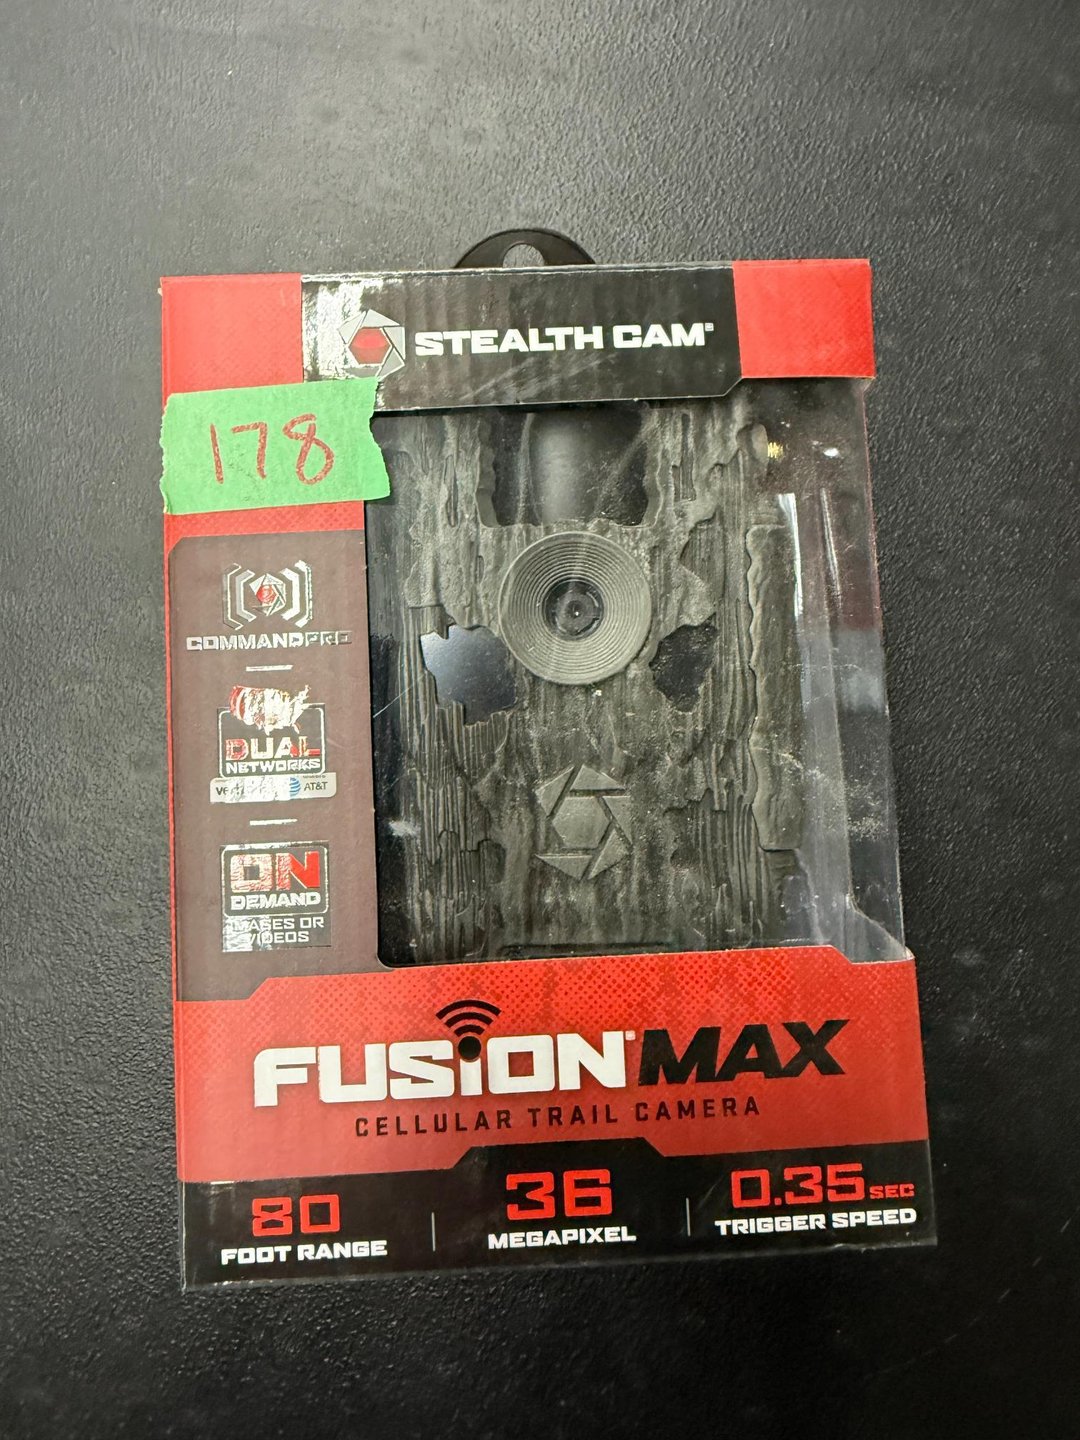 STEALTH CAM®
178
COMMANDPRO
DUAL
NETWORKS
AT&T
ON
DEMAND
IMAGES OR
VIDEOS
FUSION® MAX
CELLULAR TRAIL CAMERA
80
FOOT RANGE
36
MEGAPIXEL
0.35 SEC
TRIGGER SPEED